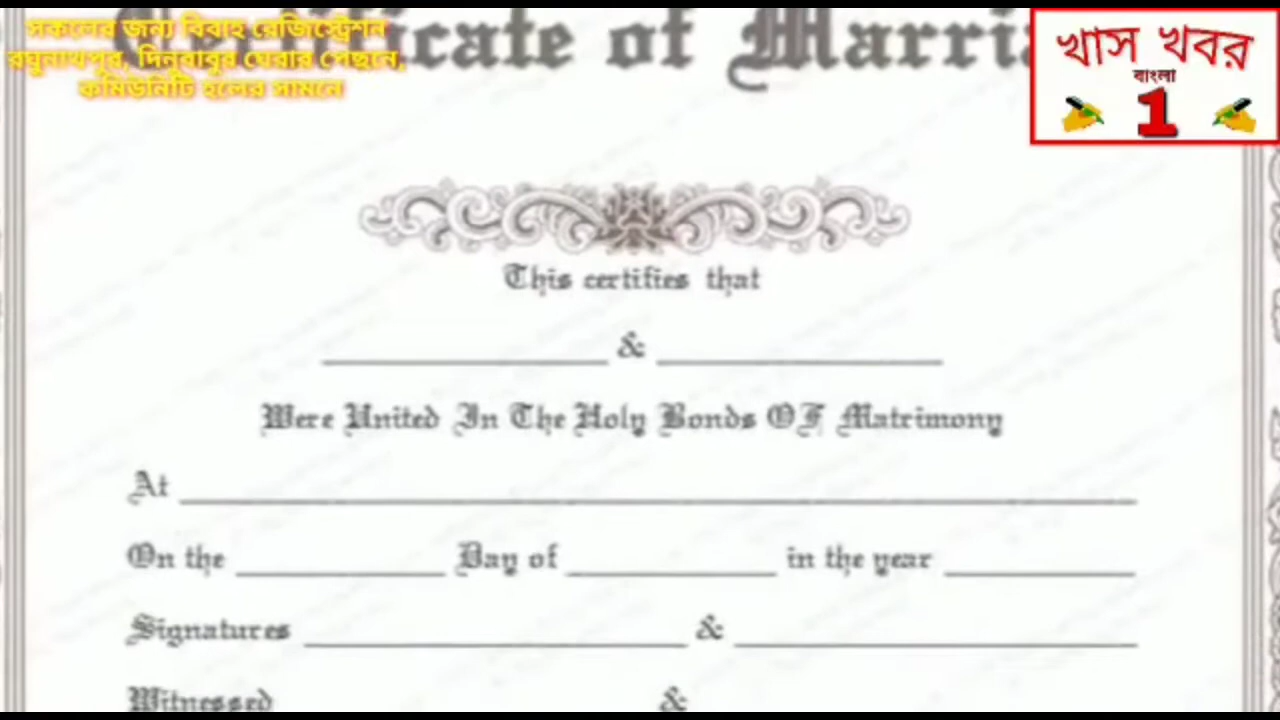 সকলের জন্য বিবাহ রেজিস্ট্রেশন
রঘুনাথপুর, দিনুবাবুর ঘেরার পেছনে,
কমিউনিটি হলের সামনে
খাস খবর
বাংলা
1
icate of Marria
This certifies that
& 
Were United In The Holy Bonds OF Matrimony
At
On the Day of in the year
Signatures &
Witnessed &